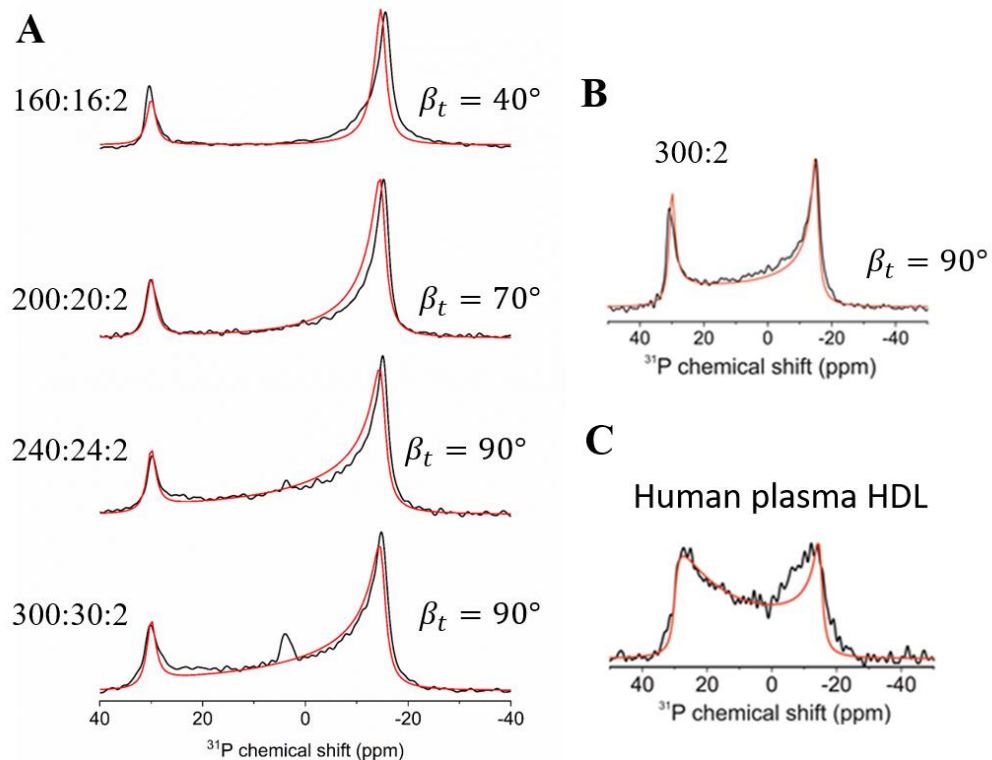 A
160:16:2
βₜ = 40°
200:20:2
βₜ = 70°
240:24:2
βₜ = 90°
300:30:2
βₜ = 90°
40 20 0 -20 -40
³¹P chemical shift (ppm)
B
300:2
βₜ = 90°
40 20 0 -20 -40
³¹P chemical shift (ppm)
C
Human plasma HDL
40 20 0 -20 -40
³¹P chemical shift (ppm)